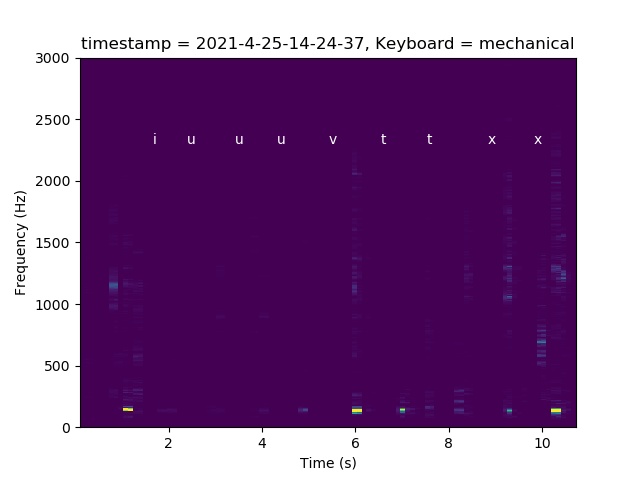 timestamp = 2021-4-25-14-24-37, Keyboard = mechanical
3000
2500
i u u u v t t x x
2000
1500
1000
500
0
2 4 6 8 10
Frequency (Hz)
Time (s)